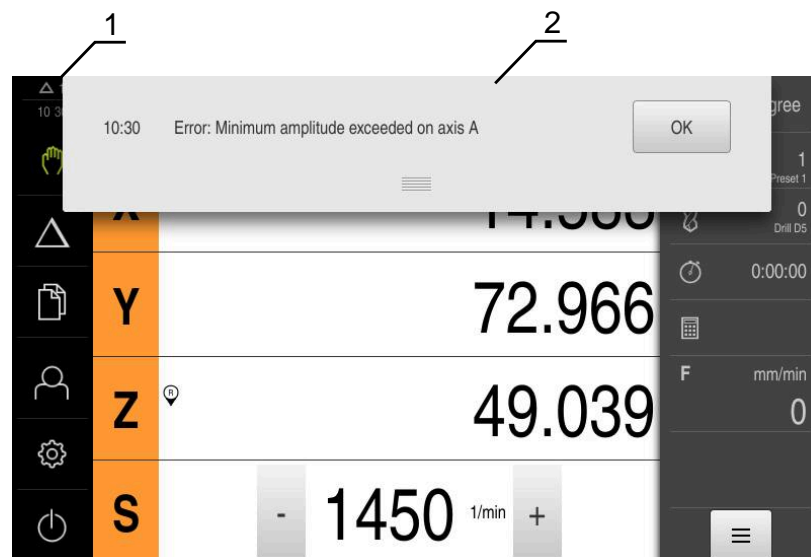 1
2
10:30 Error: Minimum amplitude exceeded on axis A OK
gree
1
Preset 1
0
Drill D5
0:00:00
Y 72.966
Z R 49.039
F mm/min
0
S - 1450 1/min +